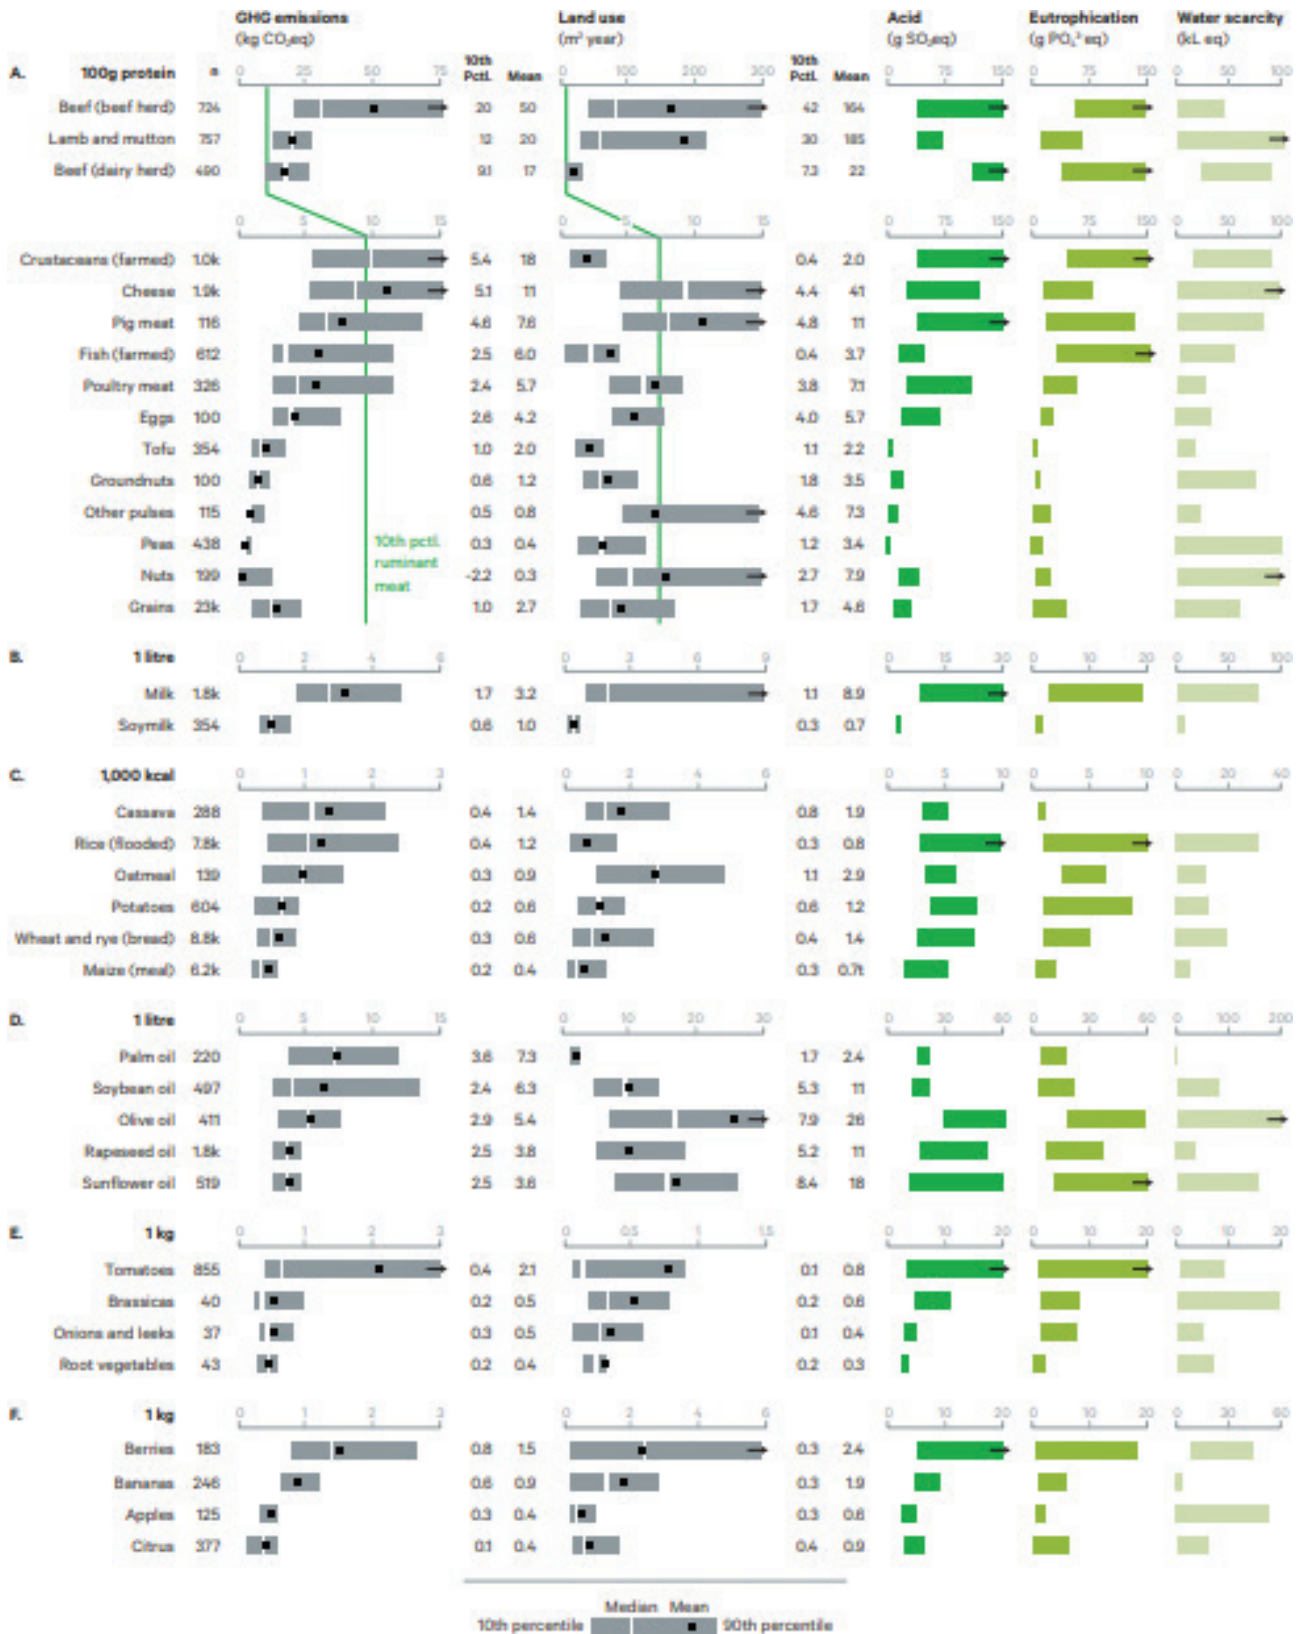 GHG emissions Land use Acid Eutrophication Water scarcity
(kg CO₂eq) (m² year) (g SO₂eq) (g PO₄³ eq) (kL eq)
A. 100g protein n 0 25 50 75 10th Pctl. Mean 0 100 200 300 10th Pctl. Mean 0 75 150 0 75 150 0 50 100
Beef (beef herd) 724 20 50 42 164
Lamb and mutton 757 12 20 30 185
Beef (dairy herd) 490 9.1 17 7.3 22
0 5 10 15 0 5 10 15 0 75 150 0 75 150 0 50 100
Crustaceans (farmed) 1.0k 5.4 18 0.4 2.0
Cheese 1.9k 5.1 11 4.4 41
Pig meat 116 4.6 7.6 4.8 11
Fish (farmed) 612 2.5 6.0 0.4 3.7
Poultry meat 326 2.4 5.7 3.8 7.1
Eggs 100 2.6 4.2 4.0 5.7
Tofu 354 1.0 2.0 1.1 2.2
Groundnuts 100 0.6 1.2 1.8 3.5
Other pulses 115 0.5 0.8 4.6 7.3
Peas 438 10th pctl. 0.3 0.4 1.2 3.4
ruminant
Nuts 199 meat -2.2 0.3 2.7 7.9
Grains 23k 1.0 2.7 1.7 4.6
B. 1 litre 0 2 4 6 0 3 6 9 0 15 30 0 10 20 0 50 100
Milk 1.8k 1.7 3.2 1.1 8.9
Soymilk 354 0.6 1.0 0.3 0.7
C. 1,000 kcal 0 1 2 3 0 2 4 6 0 5 10 0 5 10 0 20 40
Cassava 288 0.4 1.4 0.8 1.9
Rice (flooded) 7.8k 0.4 1.2 0.3 0.8
Oatmeal 139 0.3 0.9 1.1 2.9
Potatoes 604 0.2 0.6 0.6 1.2
Wheat and rye (bread) 8.8k 0.3 0.6 0.4 1.4
Maize (meal) 6.2k 0.2 0.4 0.3 0.7t
D. 1 litre 0 5 10 15 0 10 20 30 0 30 60 0 30 60 0 100 200
Palm oil 220 3.6 7.3 1.7 2.4
Soybean oil 497 2.4 6.3 5.3 11
Olive oil 411 2.9 5.4 7.9 26
Rapeseed oil 1.8k 2.5 3.8 5.2 11
Sunflower oil 519 2.5 3.6 8.4 18
E. 1 kg 0 1 2 3 0 0.5 1 1.5 0 10 20 0 10 20 0 10 20
Tomatoes 855 0.4 2.1 0.1 0.8
Brassicas 40 0.2 0.5 0.2 0.6
Onions and leeks 37 0.3 0.5 0.1 0.4
Root vegetables 43 0.2 0.4 0.2 0.3
F. 1 kg 0 1 2 3 0 2 4 6 0 10 20 0 10 20 0 30 60
Berries 183 0.8 1.5 0.3 2.4
Bananas 246 0.6 0.9 0.3 1.9
Apples 125 0.3 0.4 0.3 0.6
Citrus 377 0.1 0.4 0.4 0.9
Median Mean
10th percentile 90th percentile